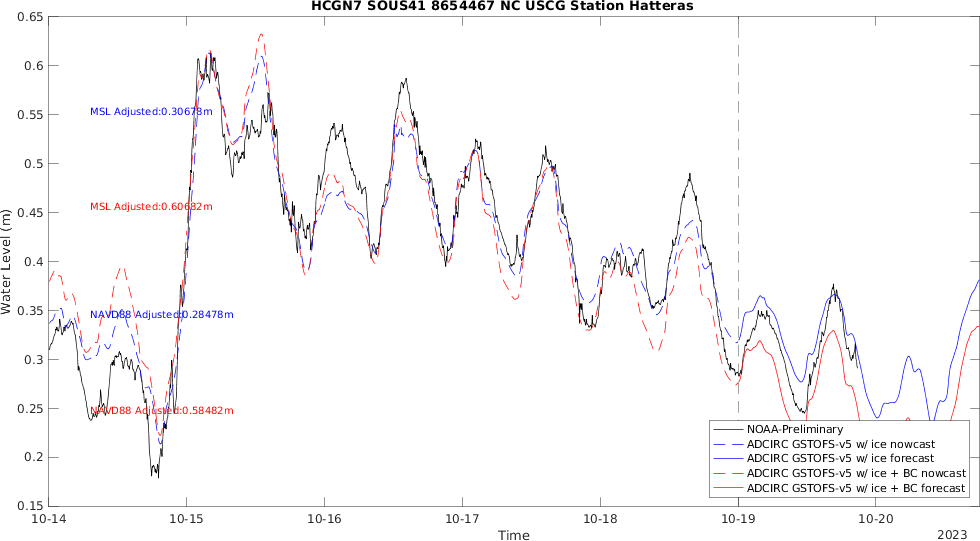 HCGN7 SOUS41 8654467 NC USCG Station Hatteras
0.65
0.6
0.55
0.5
0.45
0.4
0.35
0.3
0.25
0.2
0.15
Water Level (m)
MSL Adjusted:0.30678m
MSL Adjusted:0.60682m
NAVD88 Adjusted:0.28478m
NAVD88 Adjusted:0.58482m
NOAA-Preliminary
ADCIRC GSTOFS-v5 w/ ice nowcast
ADCIRC GSTOFS-v5 w/ ice forecast
ADCIRC GSTOFS-v5 w/ ice + BC nowcast
ADCIRC GSTOFS-v5 w/ ice + BC forecast
10-14 10-15 10-16 10-17 10-18 10-19 10-20
Time
2023